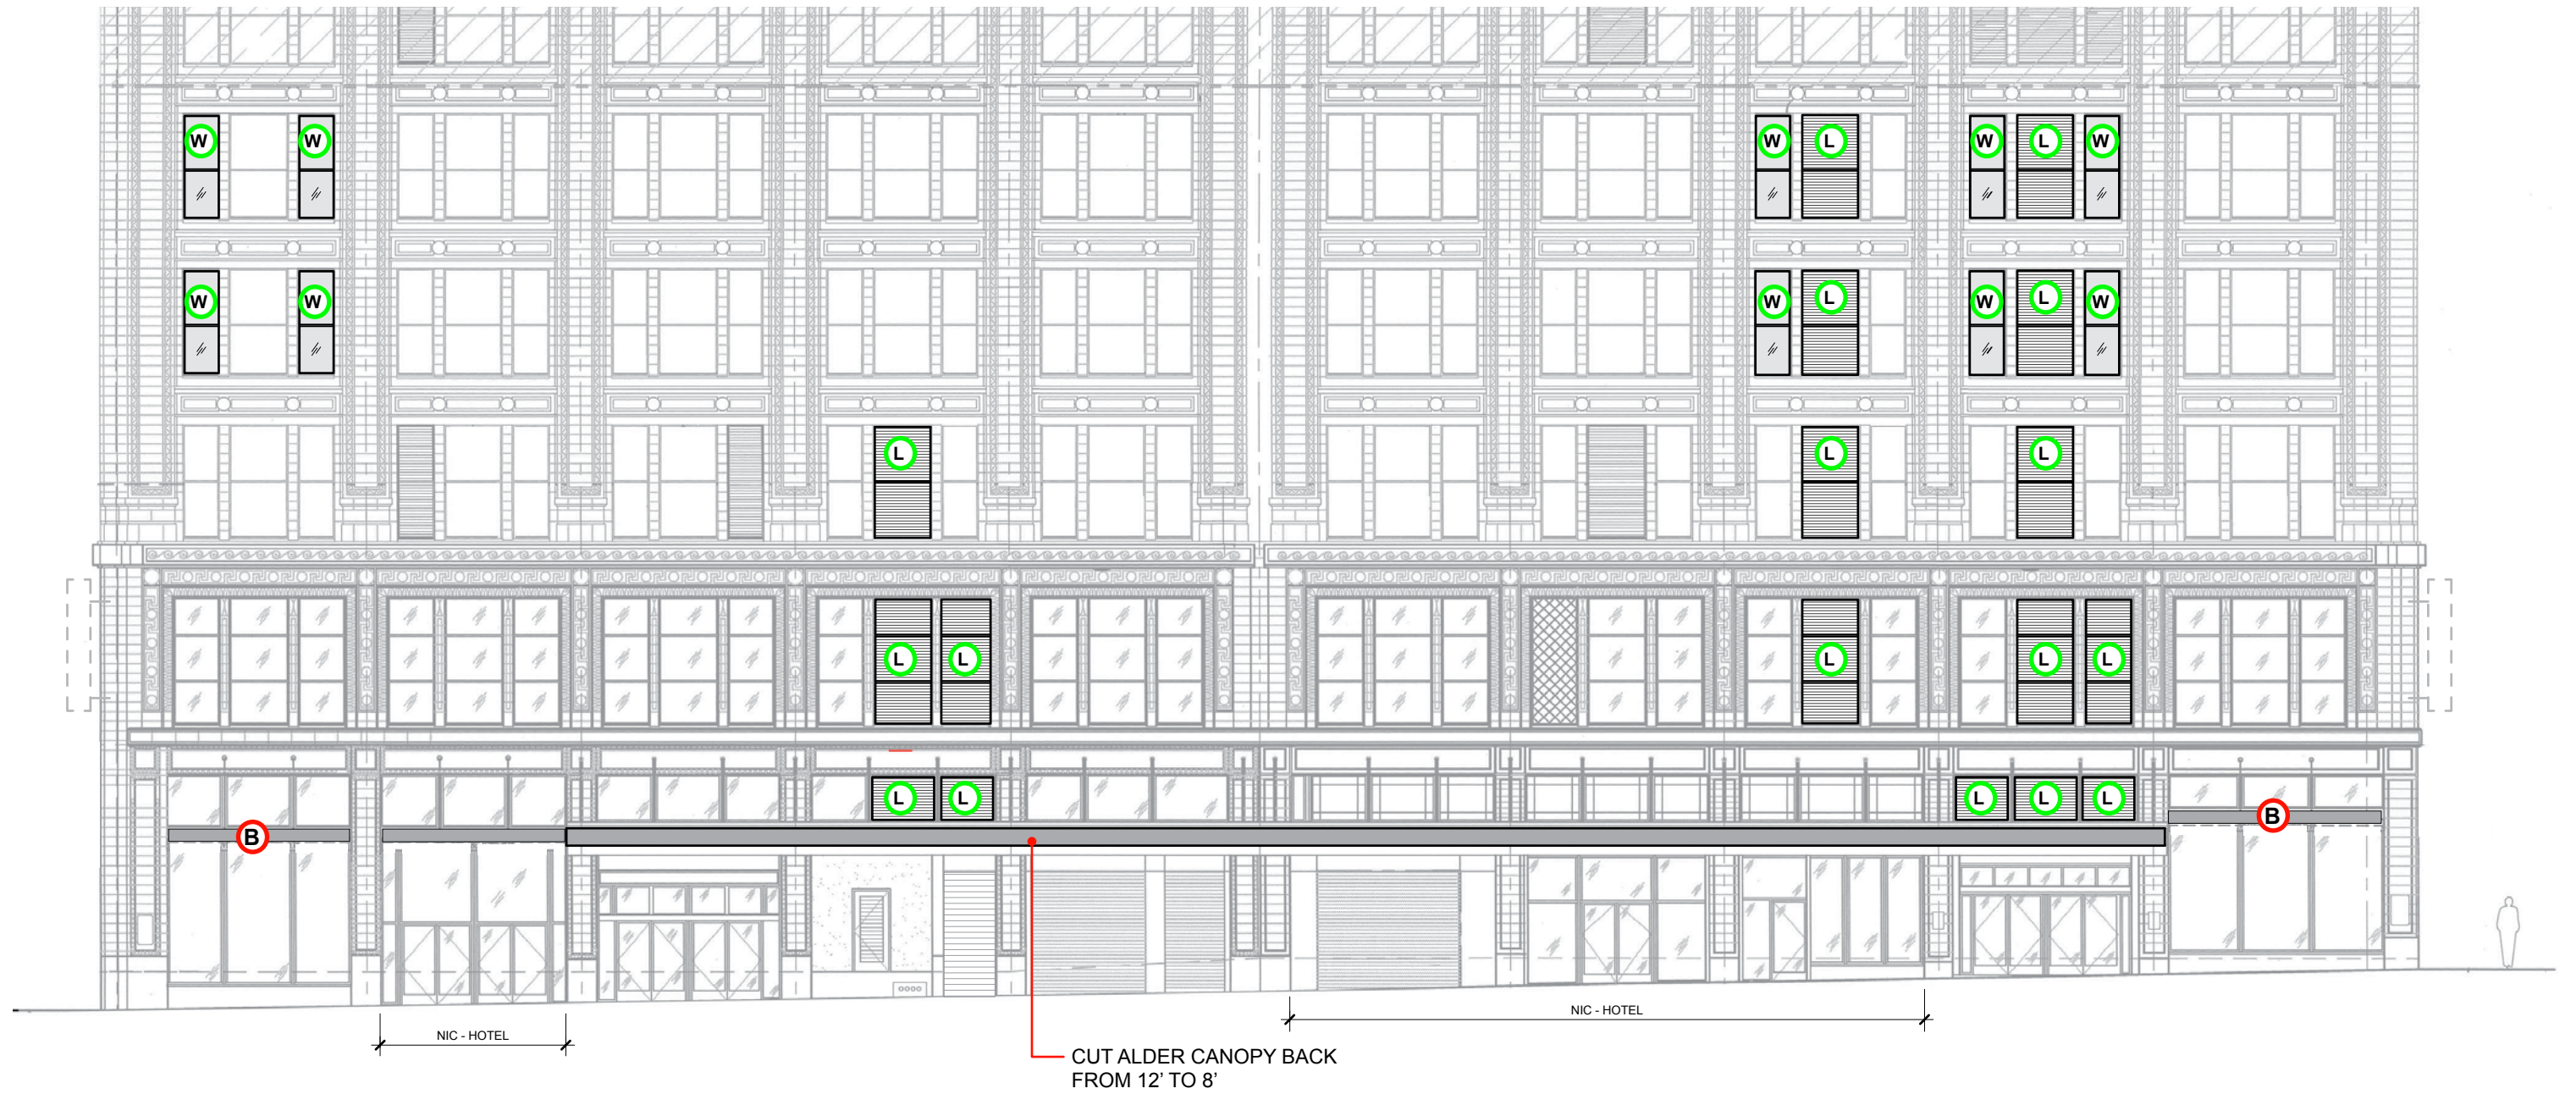 W W W L W L W
W W W L W L W
L L L
L L L L L
L L L L L
B B
NIC - HOTEL
NIC - HOTEL
CUT ALDER CANOPY BACK
FROM 12’ TO 8’